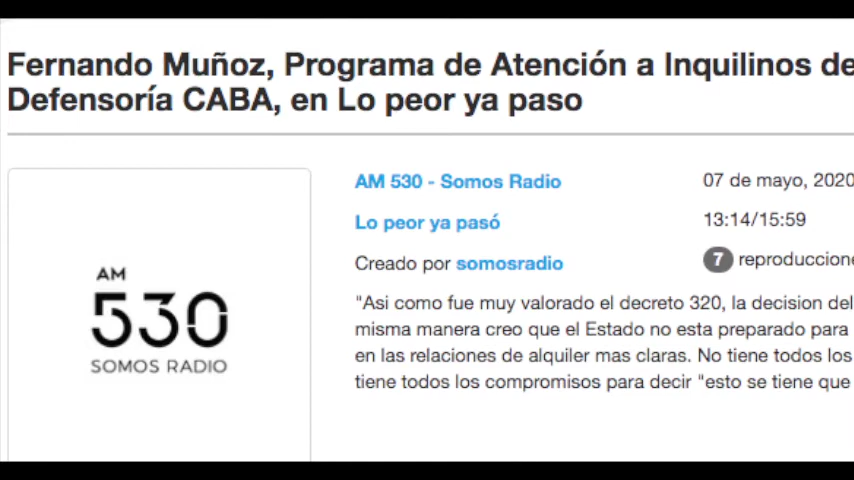 Fernando Muñoz, Programa de Atención a Inquilinos de
Defensoría CABA, en Lo peor ya paso
AM 530 - Somos Radio
07 de mayo, 2020
Lo peor ya pasó
13:14/15:59
Creado por somosradio
7 reproduccione
"Asi como fue muy valorado el decreto 320, la decision del
misma manera creo que el Estado no esta preparado para
en las relaciones de alquiler mas claras. No tiene todos los
tiene todos los compromisos para decir "esto se tiene que
AM
530
SOMOS RADIO